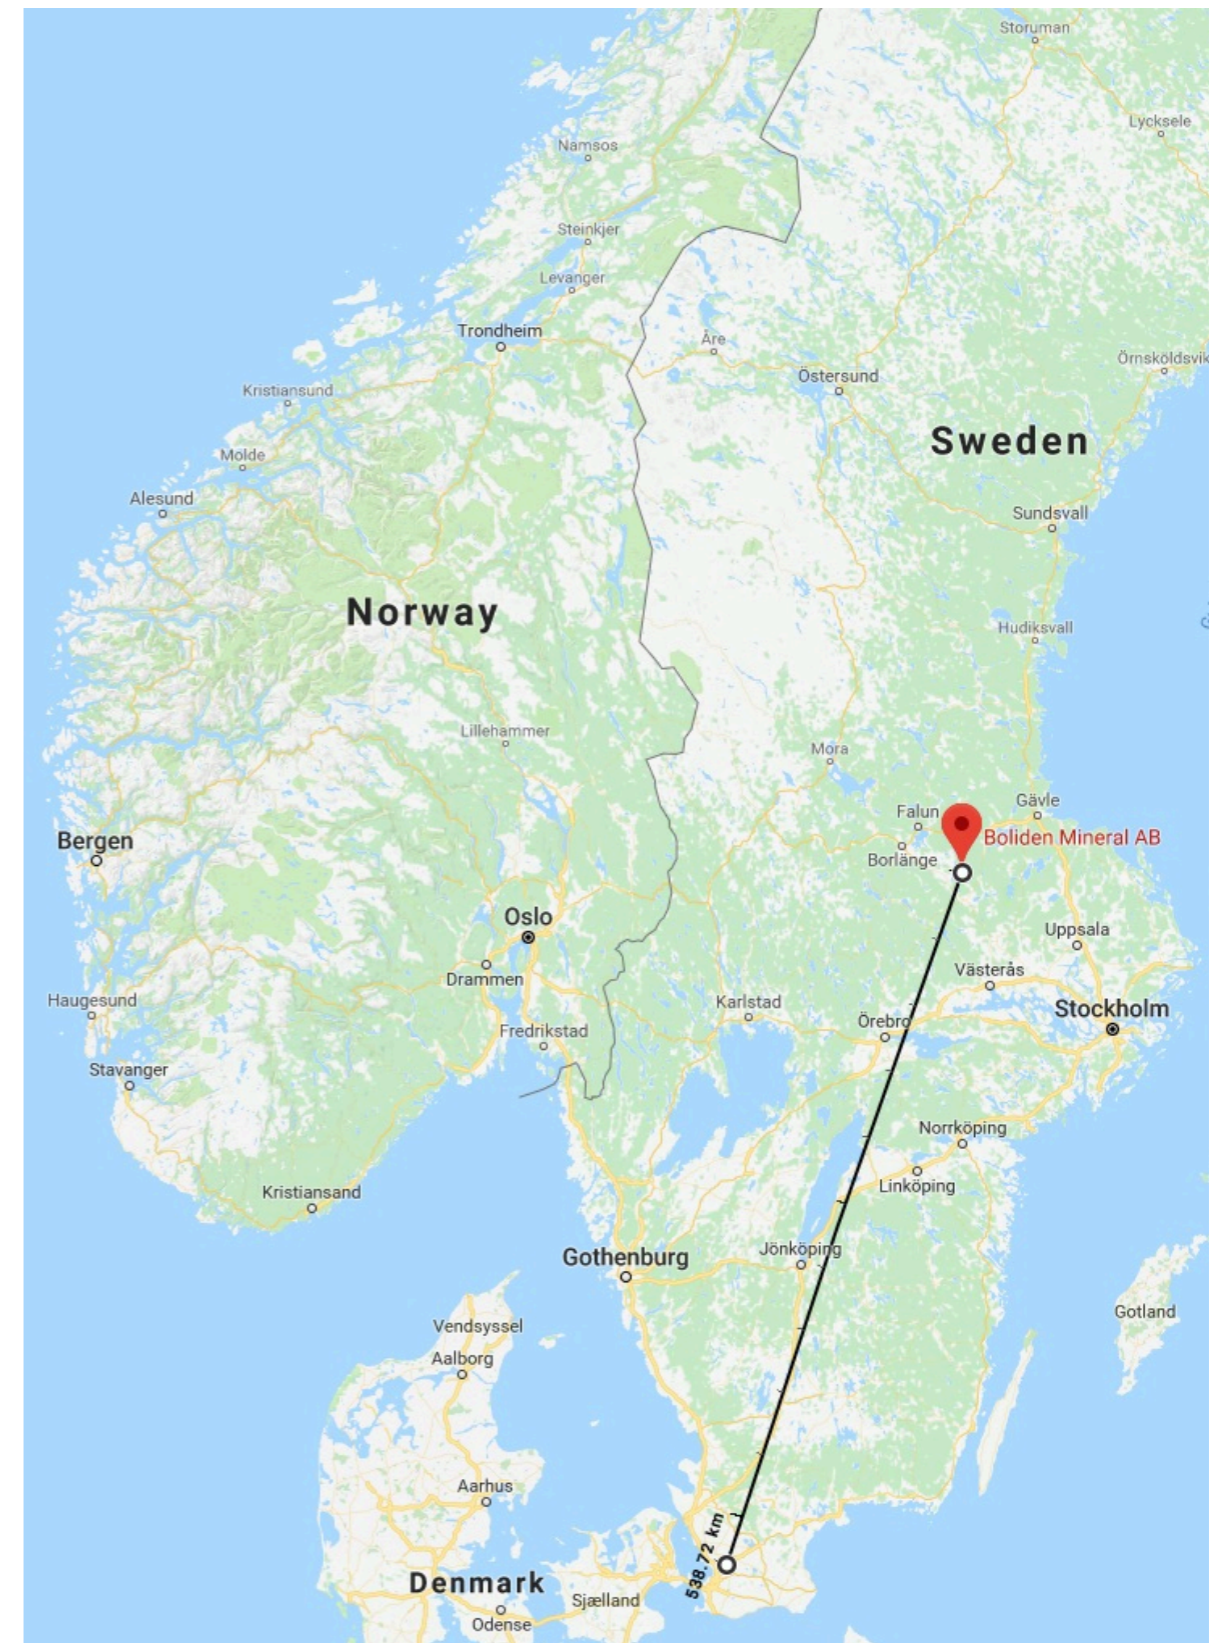 Storuman
Lycksele
Namsos
Steinkjer
Levanger
Trondheim
Åre
Örnsköldsvik
Östersund
Kristiansund
Sweden
Molde
Alesund
Sundsvall
Norway
Hudiksvall
Lillehammer
Mora
Gävle
Falun
Boliden Mineral AB
Bergen
Borlänge
Oslo
Uppsala
Västerås
Drammen
Haugesund
Karlstad
Stockholm
Örebro
Fredrikstad
Stavanger
Norrköping
Linköping
Kristiansand
Jönköping
Gothenburg
Gotland
Vendsyssel
Aalborg
Aarhus
538.72 km
Denmark
Sjælland
Odense